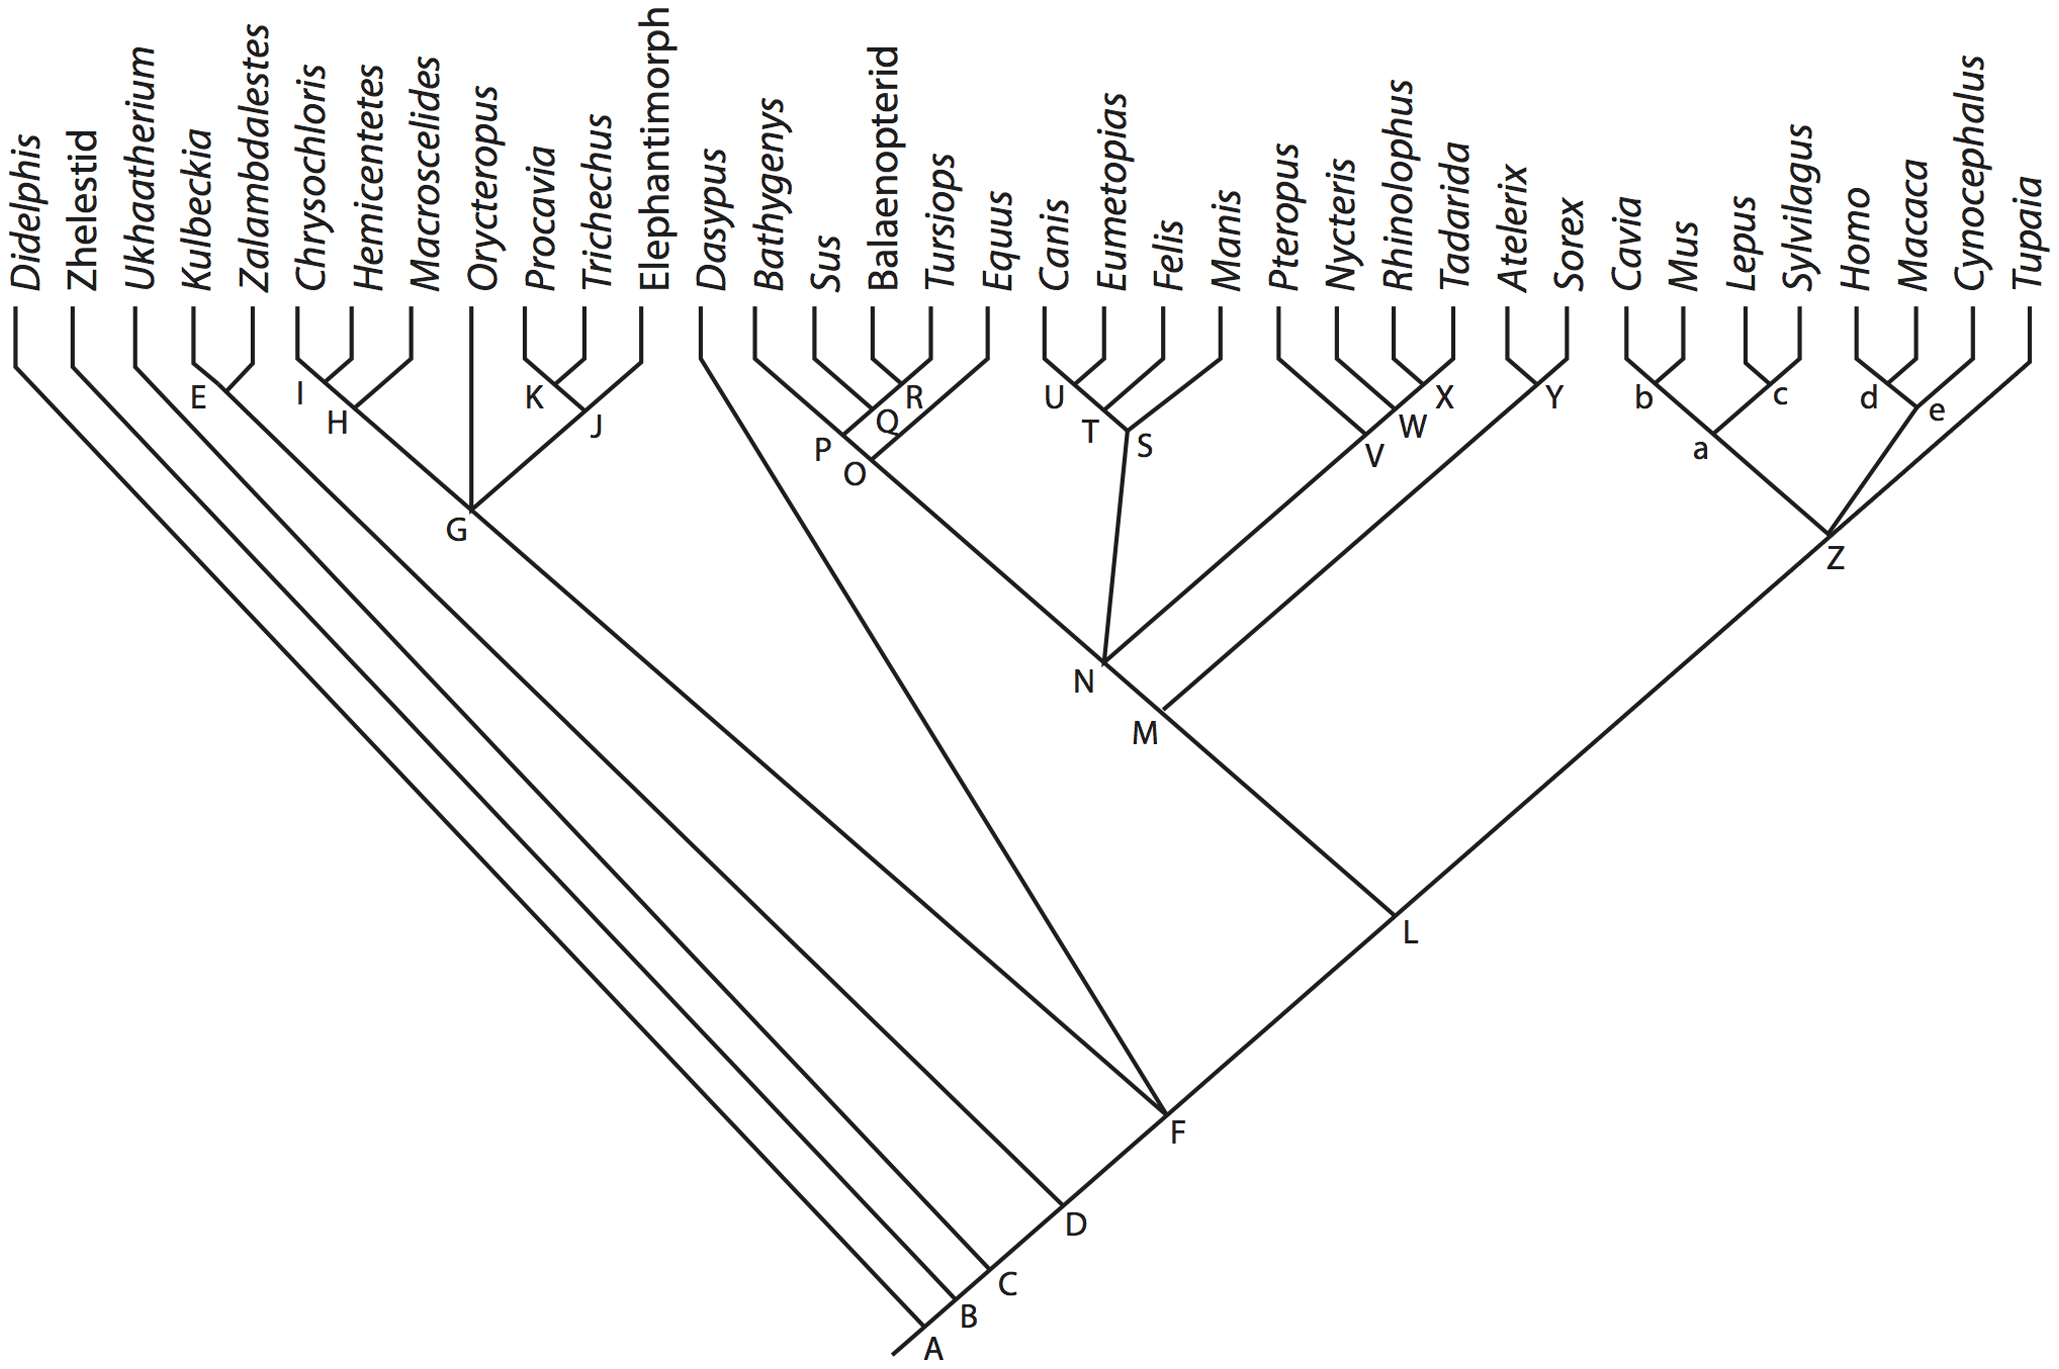 Didelphis
Zhelestid
Ukhaatherium
Kulbeckia
Zalambdalestes
Chrysochloris
Hemicentetes
Macroscelides
Orycteropus
Procavia
Trichechus
Elephantimorph
Dasypus
Bathygenys
Sus
Balaenopterid
Tursiops
Equus
Canis
Eumetopias
Felis
Manis
Pteropus
Nycteris
Rhinolophus
Tadarida
Atelerix
Sorex
Cavia
Mus
Lepus
Sylvilagus
Homo
Macaca
Cynocephalus
Tupaia
E
I
H
K
J
G
R
Q
P
O
U
T
S
X
W
V
Y
b
c
a
d
e
Z
N
M
L
F
D
C
B
A